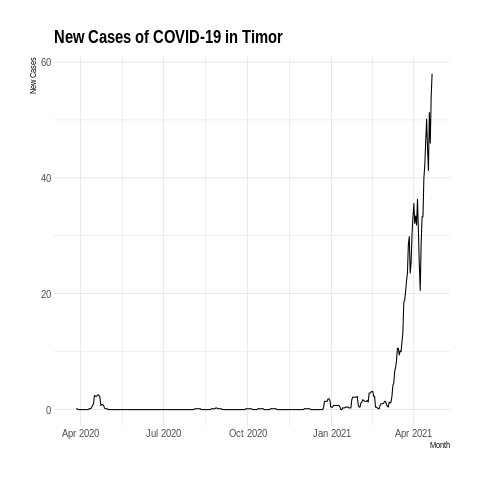 New Cases of COVID-19 in Timor
New Cases
60
40
20
0
Apr 2020
Jul 2020
Oct 2020
Jan 2021
Apr 2021
Month